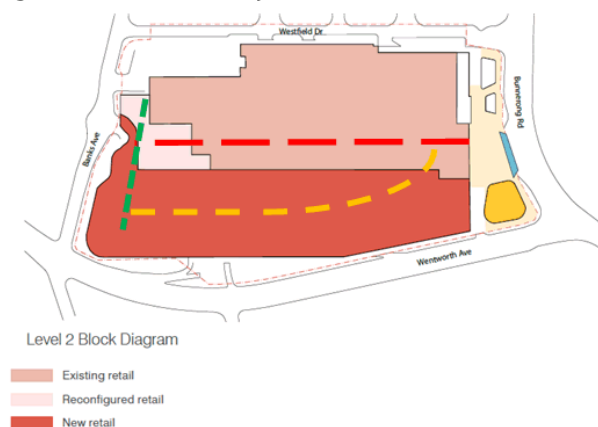 Westfield Dr
Bunnerong Rd
Banks Ave
Wentworth Ave
Level 2 Block Diagram
Existing retail
Reconfigured retail
New retail